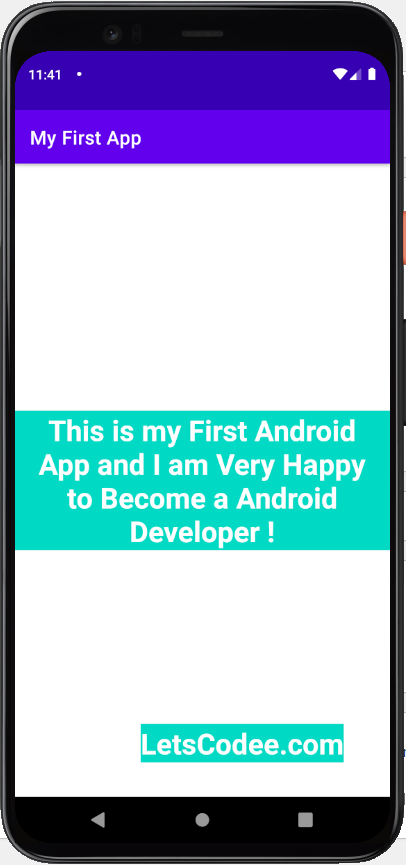 11:41
My First App
This is my First Android
App and I am Very Happy
to Become a Android
Developer !
LetsCodee.com